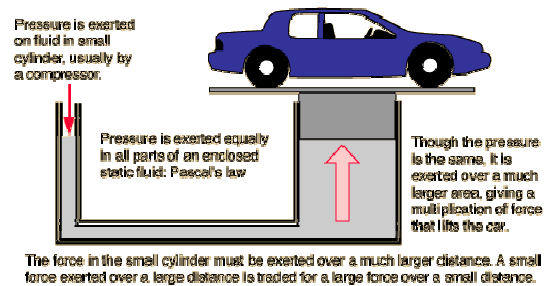 Pressure is exerted
on fluid in small
cylinder, usually by
a compressor.
Pressure is exerted equally
in all parts of an enclosed
static fluid: Pascal's law
Though the pressure
is the same, it is
exerted over a much
larger area, giving a
multiplication of force
that lifts the car.
The force in the small cylinder must be exerted over a much larger distance. A small
force exerted over a large distance is traded for a large force over a small distance.